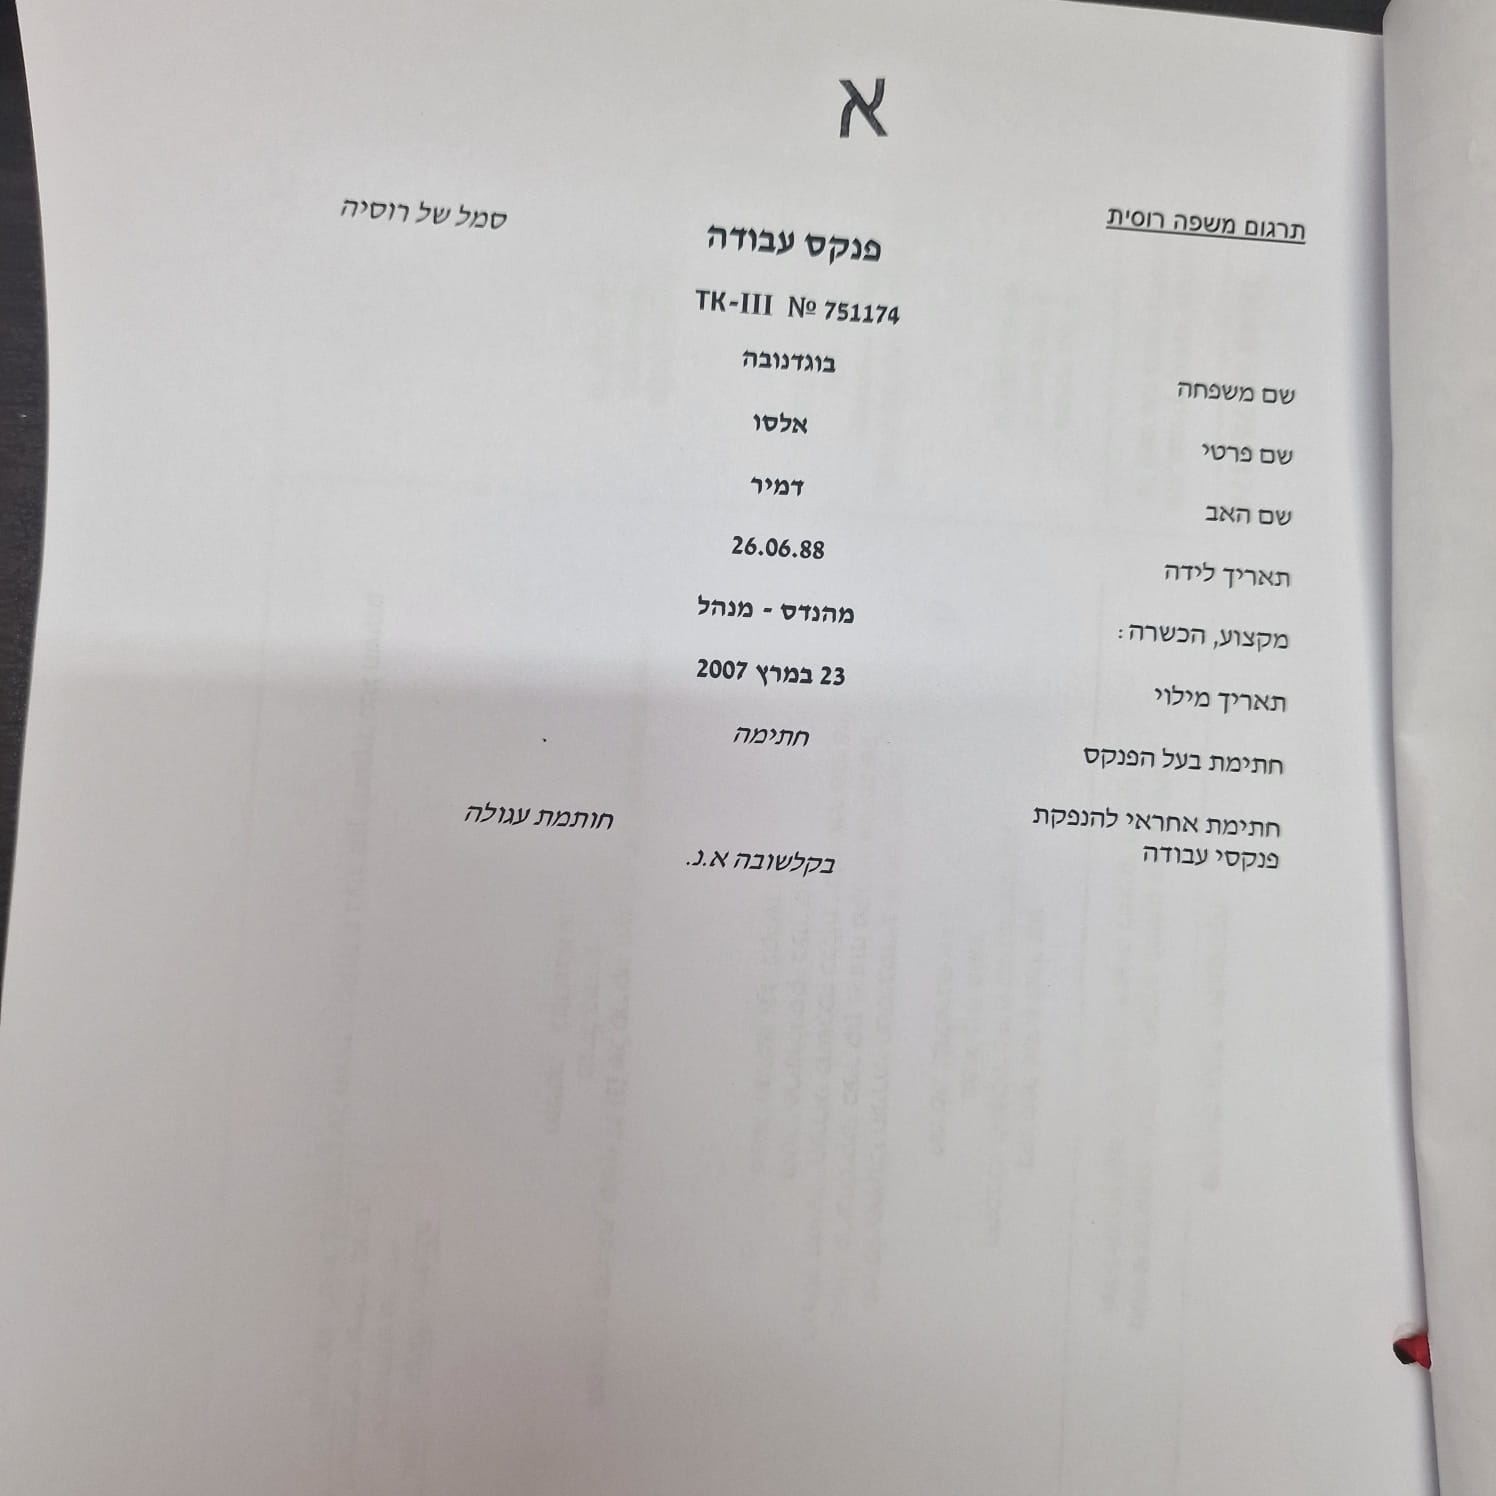 א
תרגום משפה רוסית
סמל של רוסיה
פנקס עבודה
ТК-III № 751174
שם משפחה בוגדנובה
שם פרטי אלסו
שם האב דמיר
תאריך לידה 26.06.88
מקצוע, הכשרה: מהנדס - מנהל
תאריך מילוי 23 במרץ 2007
חתימת בעל הפנקס חתימה
חתימת אחראי להנפקת חותמת עגולה
פנקסי עבודה בקלשובה א.נ.